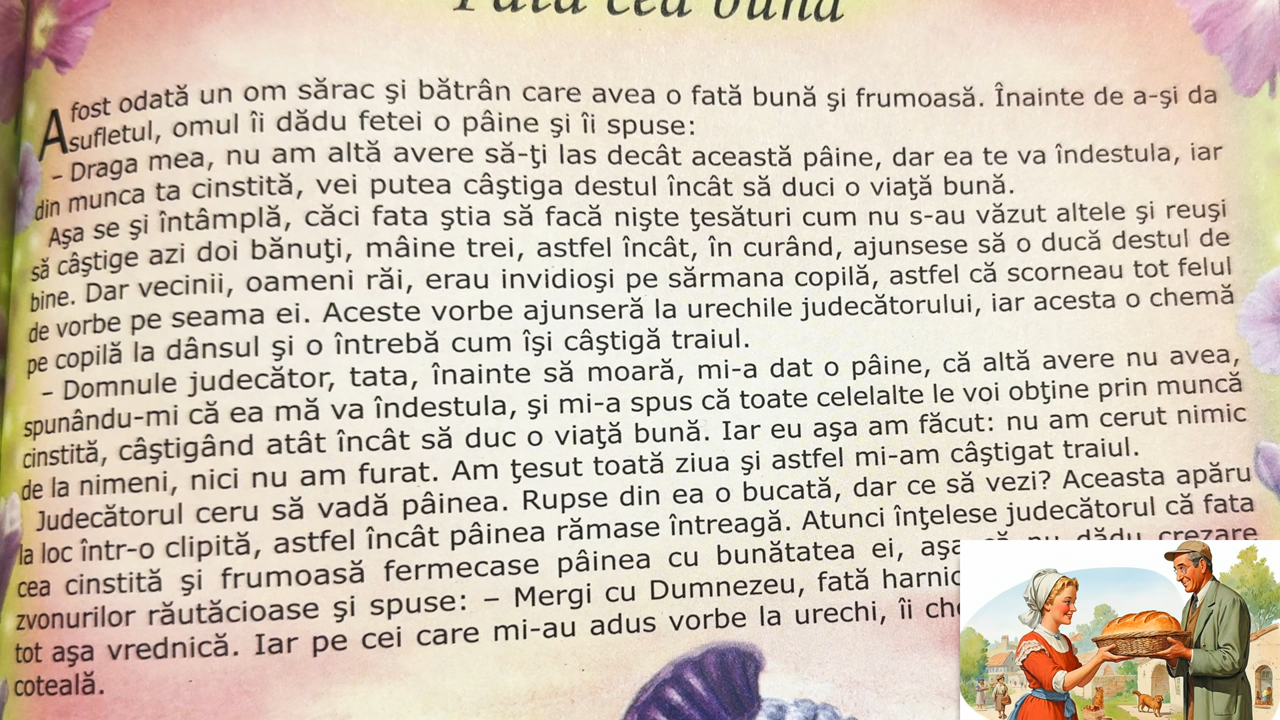 Fata cea bună
A fost odată un om sărac şi bătrân care avea o fată bună şi frumoasă. Înainte de a-şi da
sufletul, omul îi dădu fetei o pâine şi îi spuse:
– Draga mea, nu am altă avere să-ţi las decât această pâine, dar ea te va îndestula, iar
din munca ta cinstită, vei putea câştiga destul încât să duci o viaţă bună.
Aşa se şi întâmplă, căci fata ştia să facă nişte ţesături cum nu s-au văzut altele şi reuşi
să câştige azi doi bănuţi, mâine trei, astfel încât, în curând, ajunsese să o ducă destul de
bine. Dar vecinii, oameni răi, erau invidioşi pe sărmana copilă, astfel că scorneau tot felul
de vorbe pe seama ei. Aceste vorbe ajunseră la urechile judecătorului, iar acesta o chemă
pe copilă la dânsul şi o întrebă cum îşi câştigă traiul.
– Domnule judecător, tata, înainte să moară, mi-a dat o pâine, că altă avere nu avea,
spunându-mi că ea mă va îndestula, şi mi-a spus că toate celelalte le voi obţine prin muncă
cinstită, câştigând atât încât să duc o viaţă bună. Iar eu aşa am făcut: nu am cerut nimic
de la nimeni, nici nu am furat. Am ţesut toată ziua şi astfel mi-am câştigat traiul.
Judecătorul ceru să vadă pâinea. Rupse din ea o bucată, dar ce să vezi? Aceasta apăru
la loc într-o clipită, astfel încât pâinea rămase întreagă. Atunci înţelese judecătorul că fata
cea cinstită şi frumoasă fermecase pâinea cu bunătatea ei, aşa că nu dădu crezare
zvonurilor răutăcioase şi spuse: – Mergi cu Dumnezeu, fată
tot aşa vrednică. Iar pe cei care mi-au adus vorbe la urechi, îi
coteală.